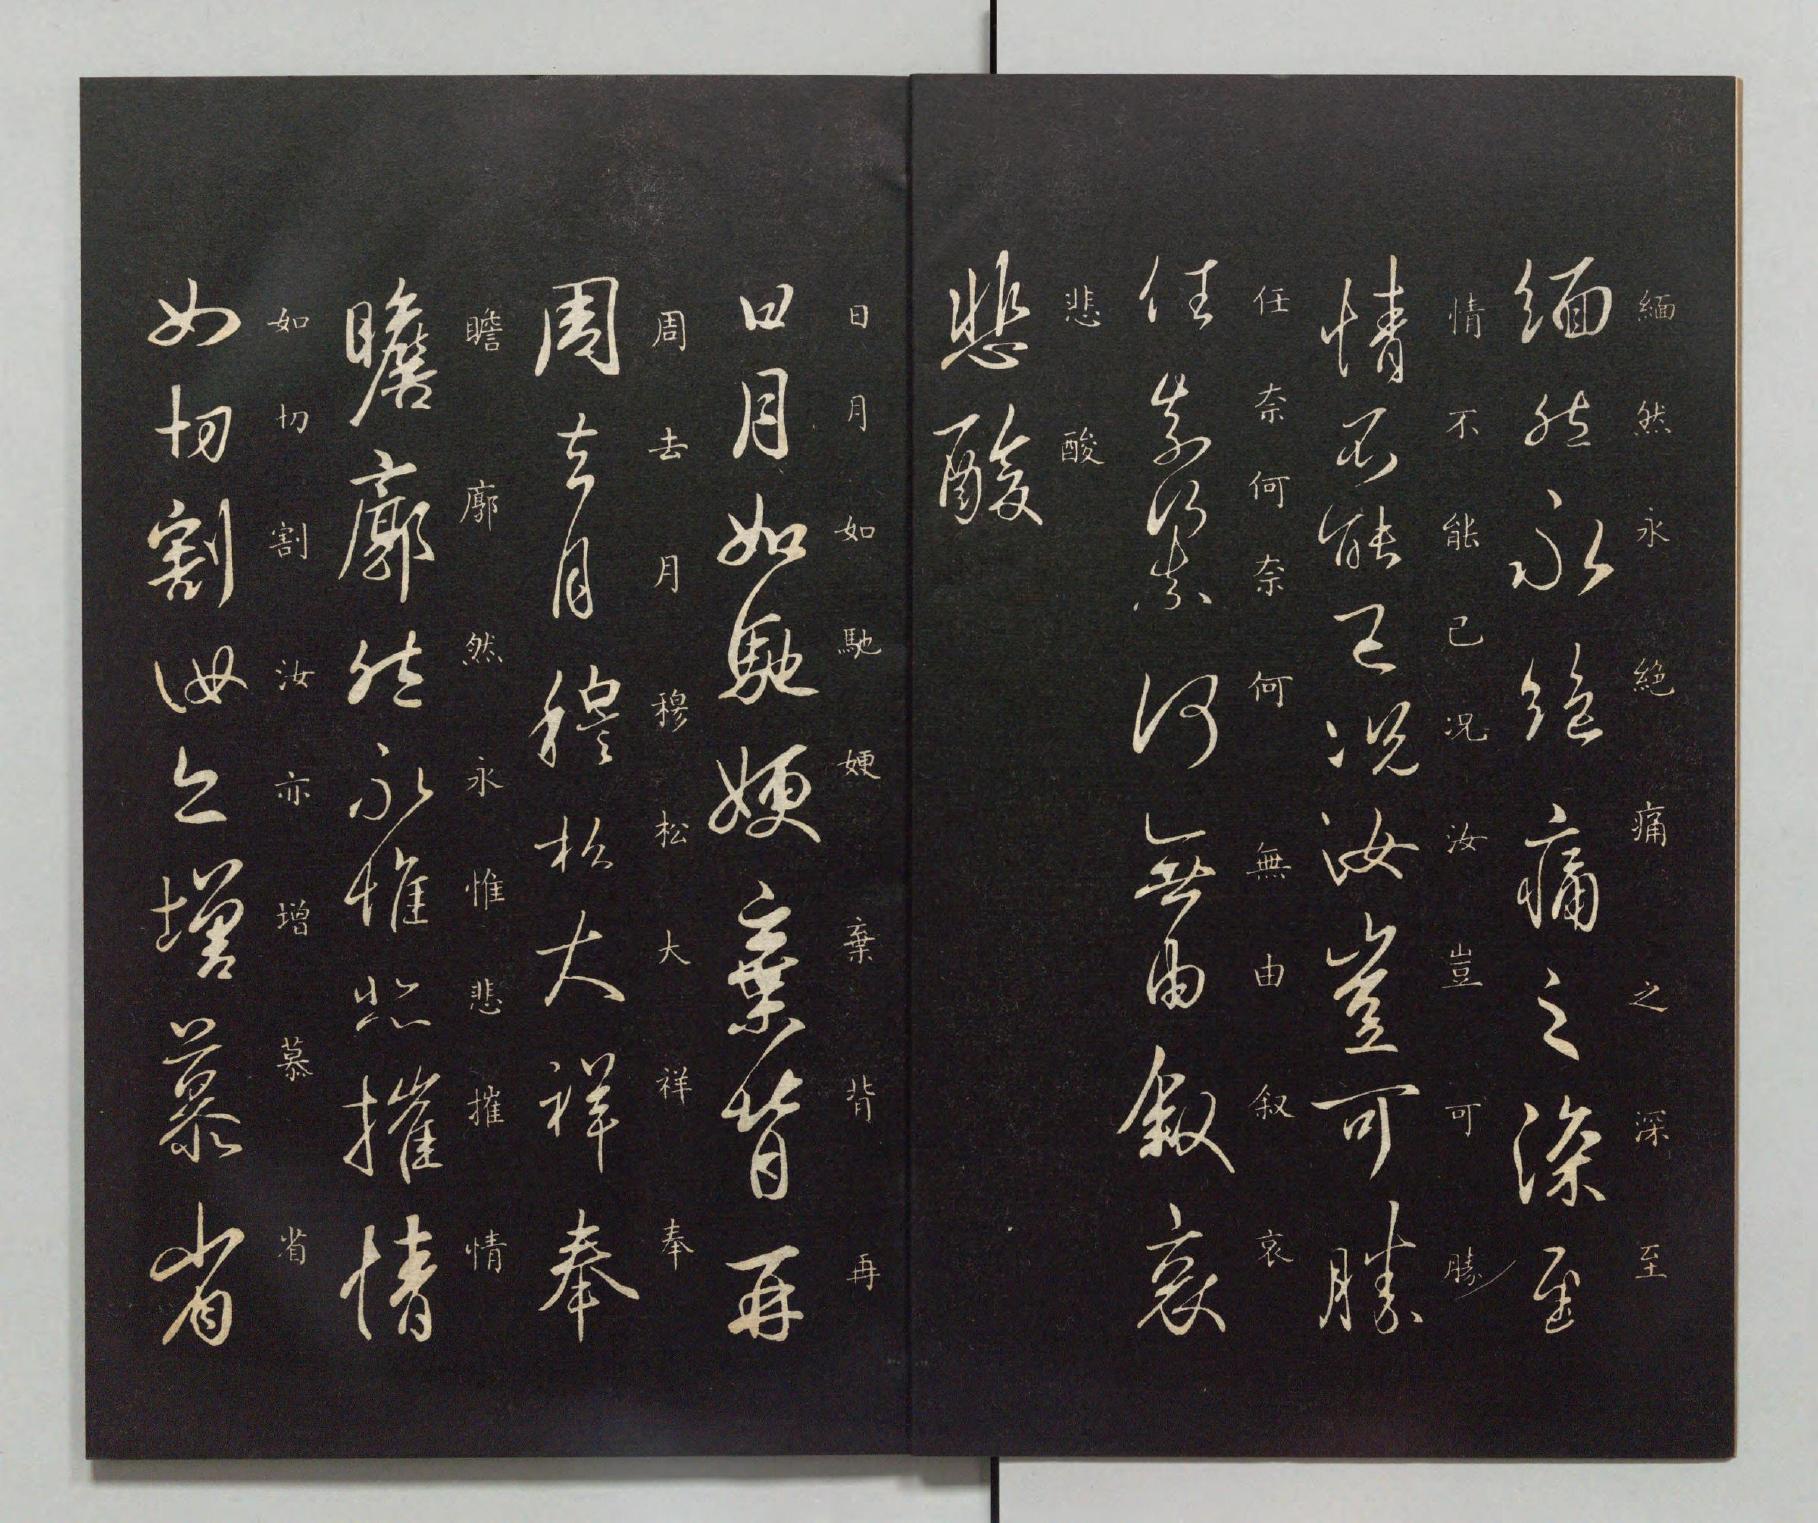 緬然永絶痛之深至
緬然永絶痛之深至
情不能已况汝豈可勝
情不能已况汝豈可勝
任奈何奈何無由叙哀
任奈何奈何無由叙哀
悲酸
悲酸
日月如馳㛐棄背再
日月如馳㛐棄背再
周去月穆松大祥奉
周去月穆松大祥奉
瞻廓然永惟悲摧情
瞻廓然永惟悲摧情
如切割汝亦增慕省
如切割汝亦增慕省